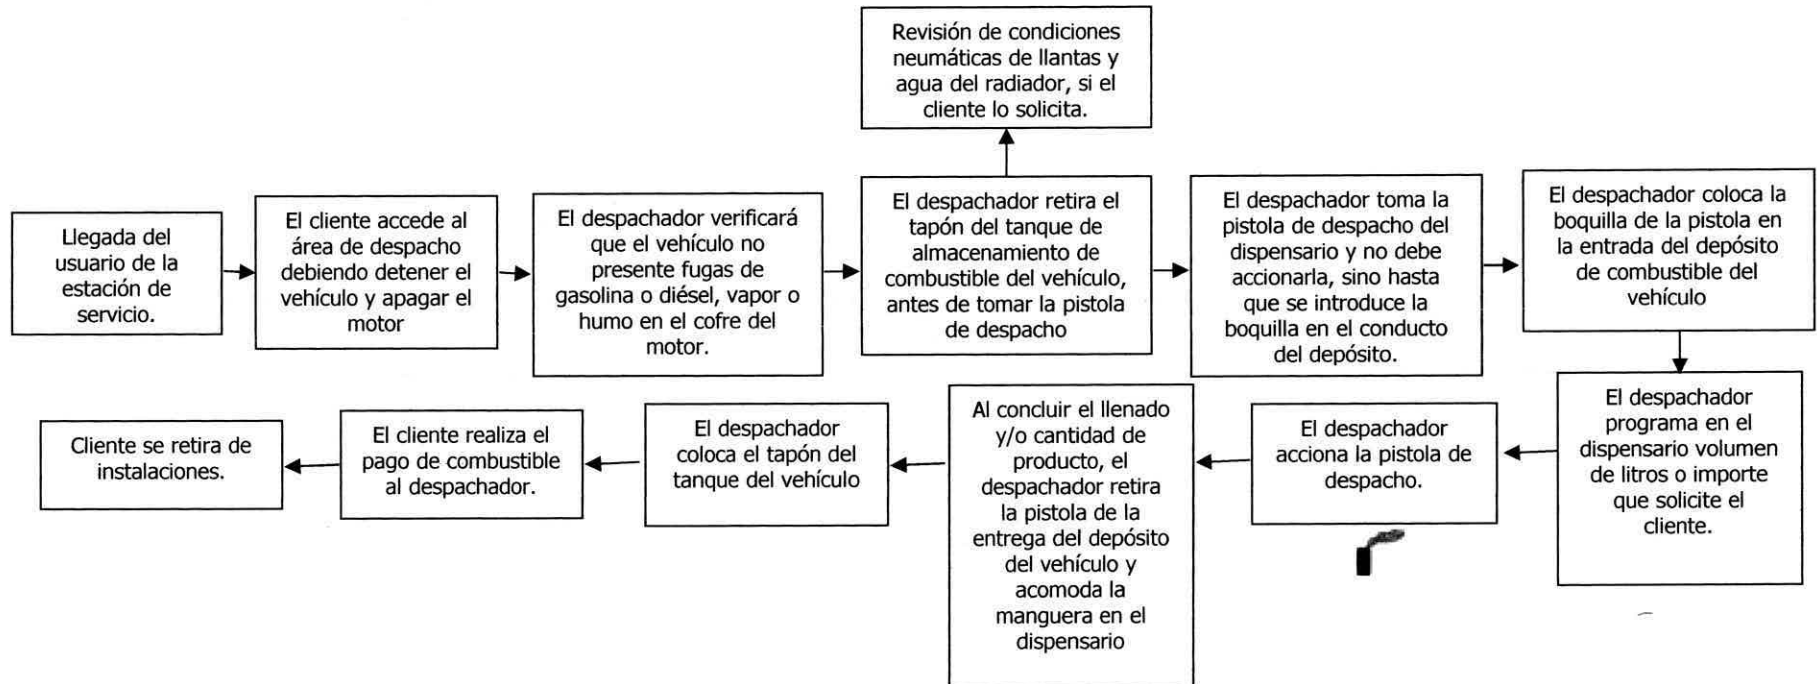 Revisión de condiciones
neumáticas de llantas y
agua del radiador, si el
cliente lo solicita.
Llegada del
usuario de la
estación de
servicio.
El cliente accede al
área de despacho
debiendo detener el
vehículo y apagar el
motor
El despachador verificará
que el vehículo no
presente fugas de
gasolina o diésel, vapor o
humo en el cofre del
motor.
El despachador retira el
tapón del tanque de
almacenamiento de
combustible del vehículo,
antes de tomar la pistola
de despacho
El despachador toma la
pistola de despacho del
dispensario y no debe
accionarla, sino hasta
que se introduce la
boquilla en el conducto
del depósito.
El despachador coloca la
boquilla de la pistola en
la entrada del depósito
de combustible del
vehículo
El despachador
programa en el
dispensario volumen
de litros o importe
que solicite el
cliente.
El despachador
acciona la pistola de
despacho.
Al concluir el llenado
y/o cantidad de
producto, el
despachador retira
la pistola de la
entrega del depósito
del vehículo y
acomoda la
manguera en el
dispensario
El despachador
coloca el tapón del
tanque del vehículo
El cliente realiza el
pago de combustible
al despachador.
Cliente se retira de
instalaciones.